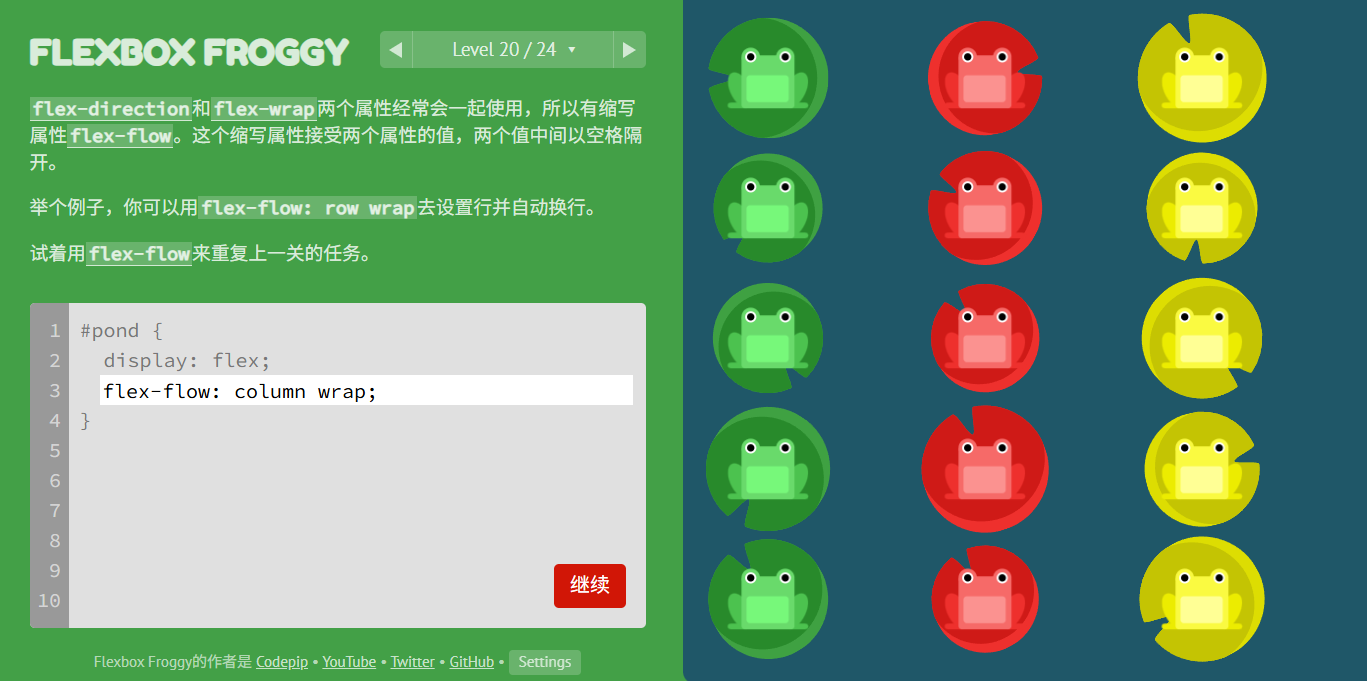 FLEXBOX FROGGY
◀ Level 20 / 24 ▼ ▶
flex-direction和flex-wrap两个属性经常会一起使用，所以有缩写
属性flex-flow。这个缩写属性接受两个属性的值，两个值中间以空格隔
开。
举个例子，你可以用flex-flow: row wrap去设置行并自动换行。
试着用flex-flow来重复上一关的任务。
1 #pond {
2 display: flex;
3 flex-flow: column wrap;
4 }
5
6
7
8
9
10
继续
Flexbox Froggy的作者是 Codepip • YouTube • Twitter • GitHub • Settings